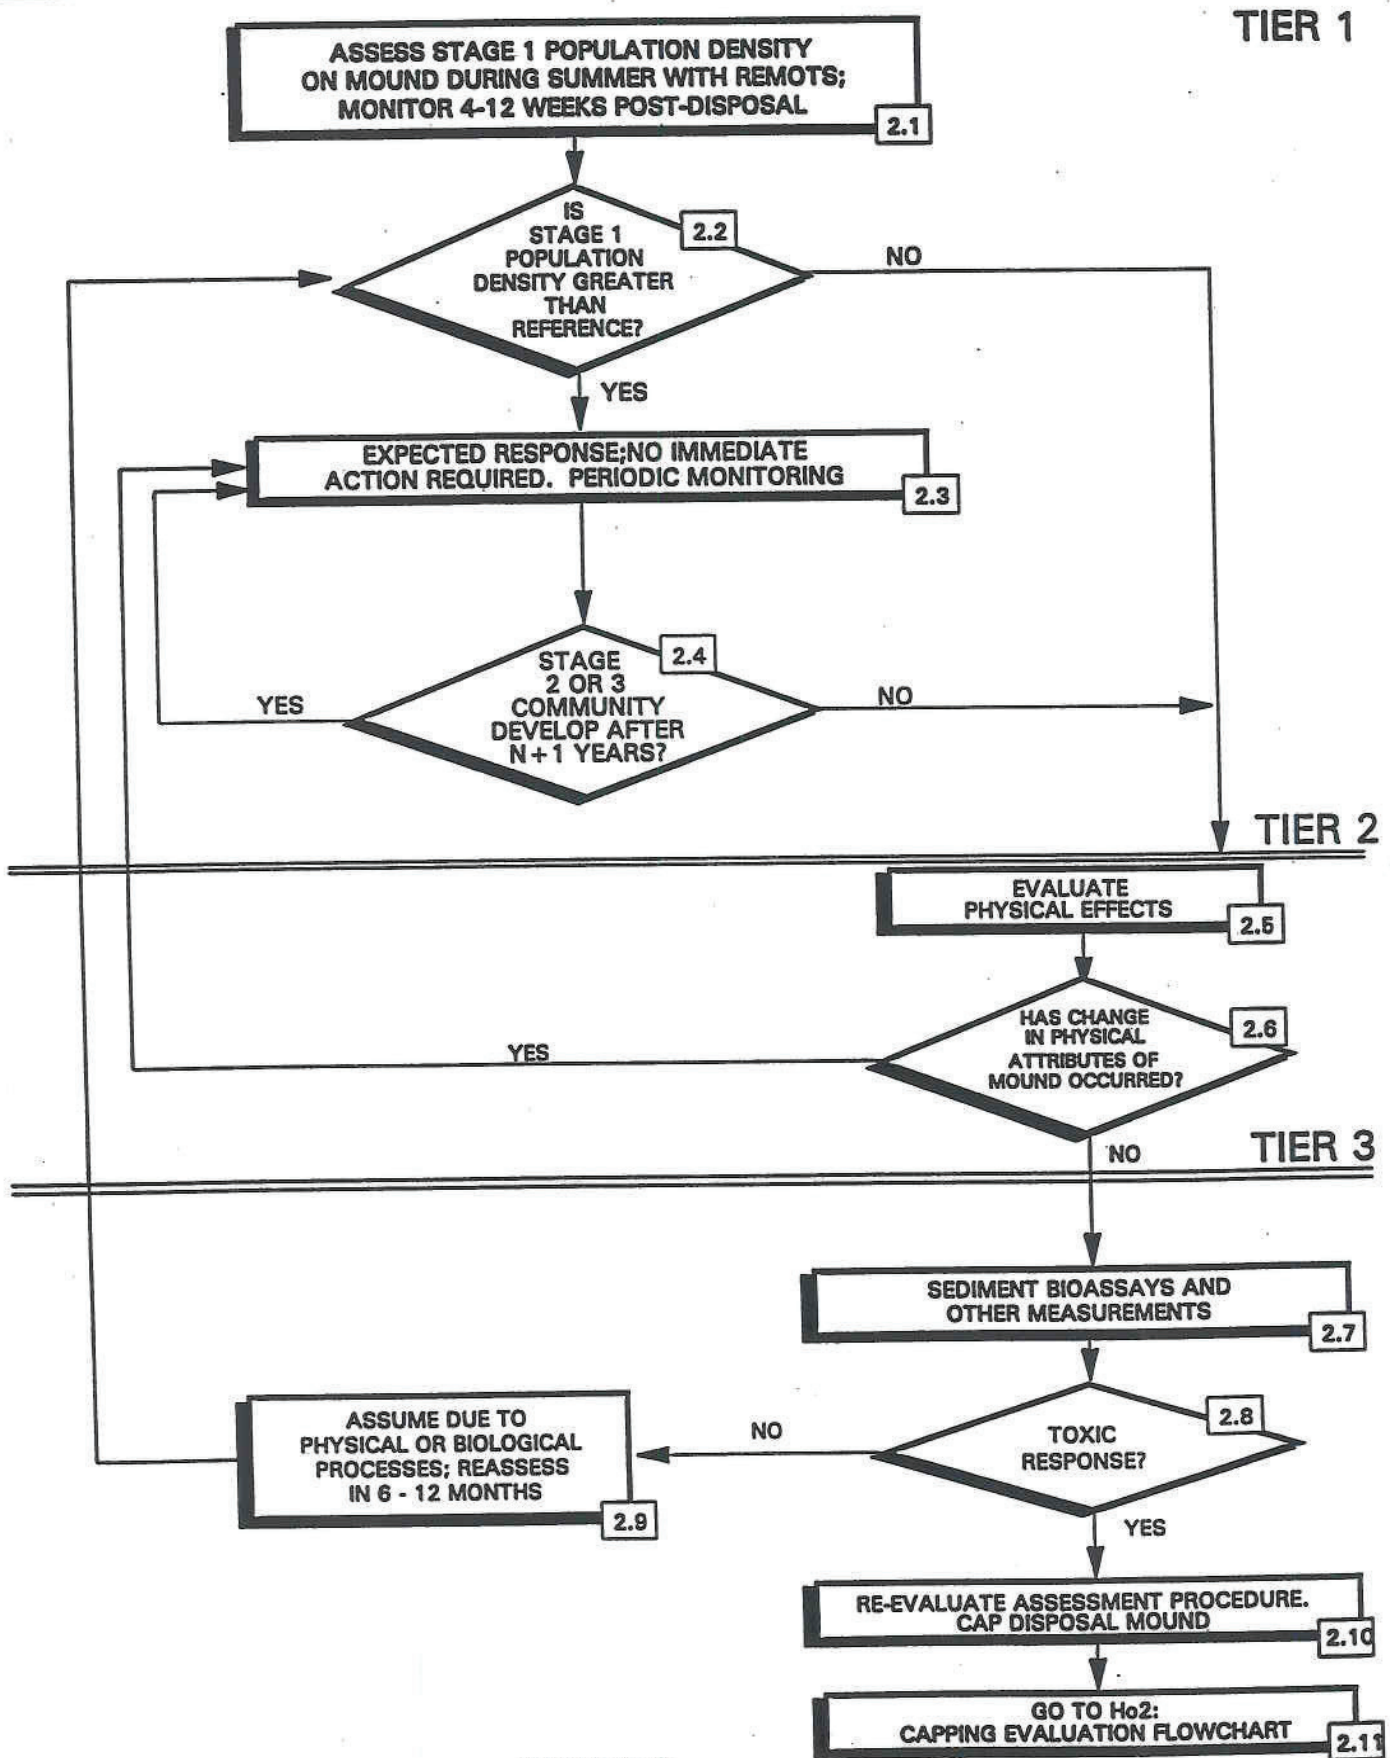 TIER 1
ASSESS STAGE 1 POPULATION DENSITY
ON MOUND DURING SUMMER WITH REMOTS;
MONITOR 4-12 WEEKS POST-DISPOSAL
2.1
IS
STAGE 1
POPULATION
DENSITY GREATER
THAN
REFERENCE?
2.2
NO
YES
EXPECTED RESPONSE;NO IMMEDIATE
ACTION REQUIRED. PERIODIC MONITORING
2.3
STAGE
2 OR 3
COMMUNITY
DEVELOP AFTER
N+1 YEARS?
2.4
YES
NO
TIER 2
EVALUATE
PHYSICAL EFFECTS
2.5
HAS CHANGE
IN PHYSICAL
ATTRIBUTES OF
MOUND OCCURRED?
2.6
YES
NO
TIER 3
SEDIMENT BIOASSAYS AND
OTHER MEASUREMENTS
2.7
TOXIC
RESPONSE?
2.8
NO
ASSUME DUE TO
PHYSICAL OR BIOLOGICAL
PROCESSES; REASSESS
IN 6 - 12 MONTHS
2.9
YES
RE-EVALUATE ASSESSMENT PROCEDURE.
CAP DISPOSAL MOUND
2.10
GO TO Ho2:
CAPPING EVALUATION FLOWCHART
2.11